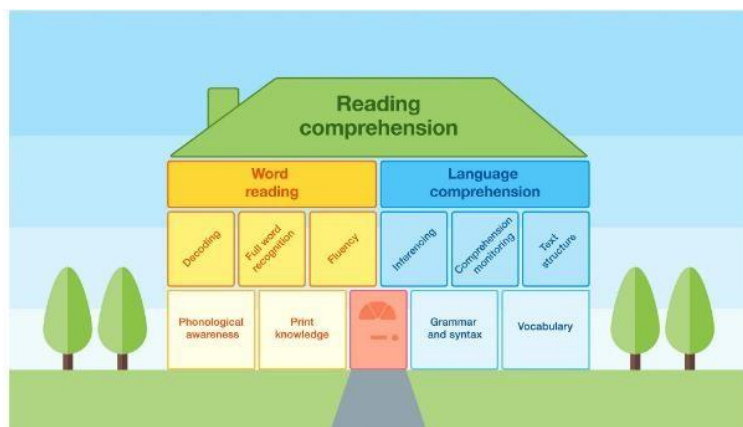 Reading
comprehension
Word
reading
Language
comprehension
Decoding
Full word
recognition
Fluency
Inferencing
Comprehension
monitoring
Text
structure
Phonological
awareness
Print
knowledge
Grammar
and syntax
Vocabulary